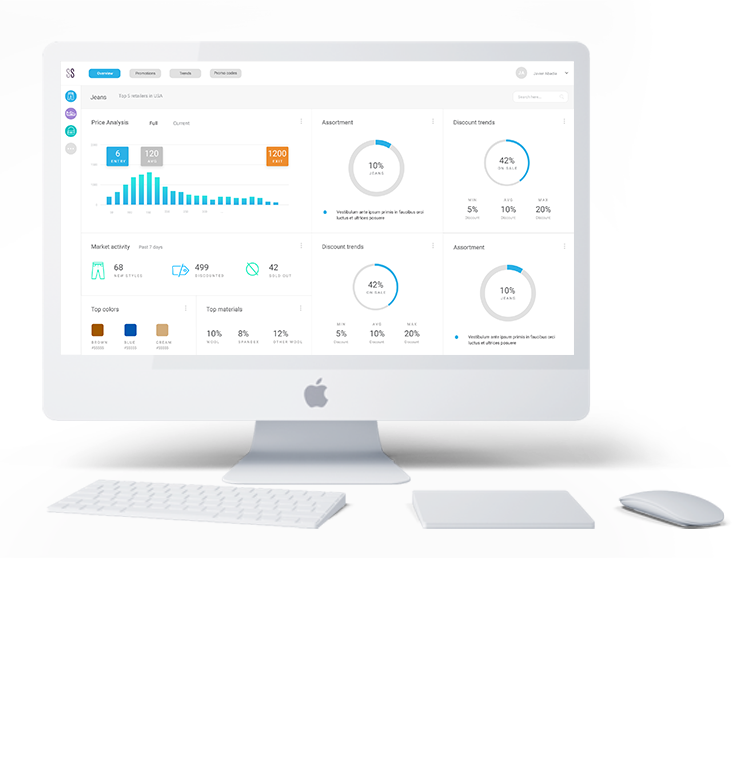 SS
Overview
Promotions
Trends
Promo codes
Jeans
Top 5 retailers in USA
Search here...
Price Analysis
Full
Current
6
ENTRY
120
AVG
1200
EXIT
Assortment
10%
JEANS
Vestibulum ante ipsum primis in faucibus orci
luctus et ultrices posuere
Discount trends
42%
ON SALE
MIN
AVG
MAX
5%
10%
20%
Discount
Discount
Discount
Market activity
Past 7 days
68
NEW STYLES
499
DISCOUNTED
42
SOLD OUT
Discount trends
42%
ON SALE
MIN
AVG
MAX
5%
10%
20%
Discount
Discount
Discount
Assortment
10%
JEANS
Vestibulum ante ipsum primis in faucibus orci
luctus et ultrices posuere
Top colors
BROWN
BLUE
Top materials
10%
WOOL
8%
SPANDEX
12%
OTHER WOOL